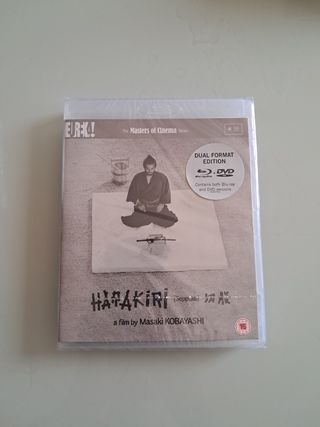 EUREKA!
The Masters of Cinema Series
DUAL FORMAT
EDITION
Blu-ray DVD
Contains both Blu-ray
and DVD versions
HARAKIRI (Seppuku) 切腹
a film by Masaki KOBAYASHI
15